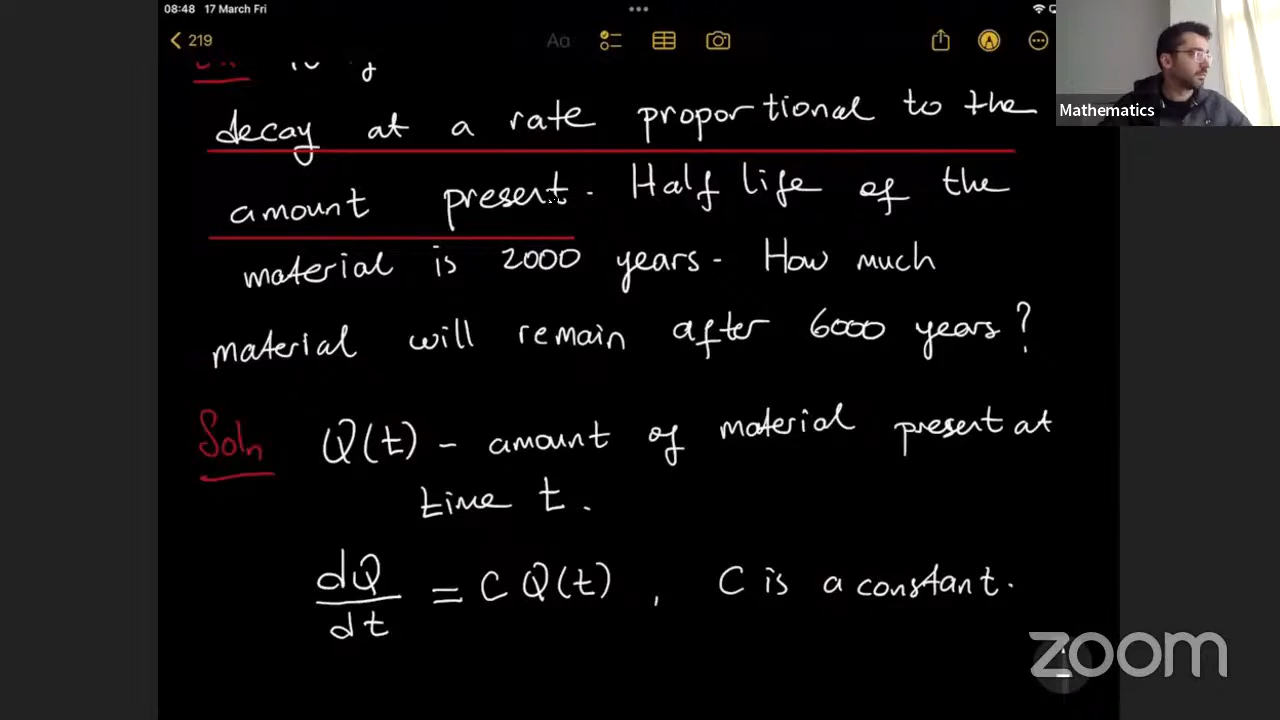 08:48 17 March Fri
219
Aa
Mathematics
decay at a rate proportional to the
amount present. Half life of the
material is 2000 years. How much
material will remain after 6000 years?
Soln Q(t) - amount of material present at
time t.
dQ/dt = C Q(t), C is a constant.
zoom